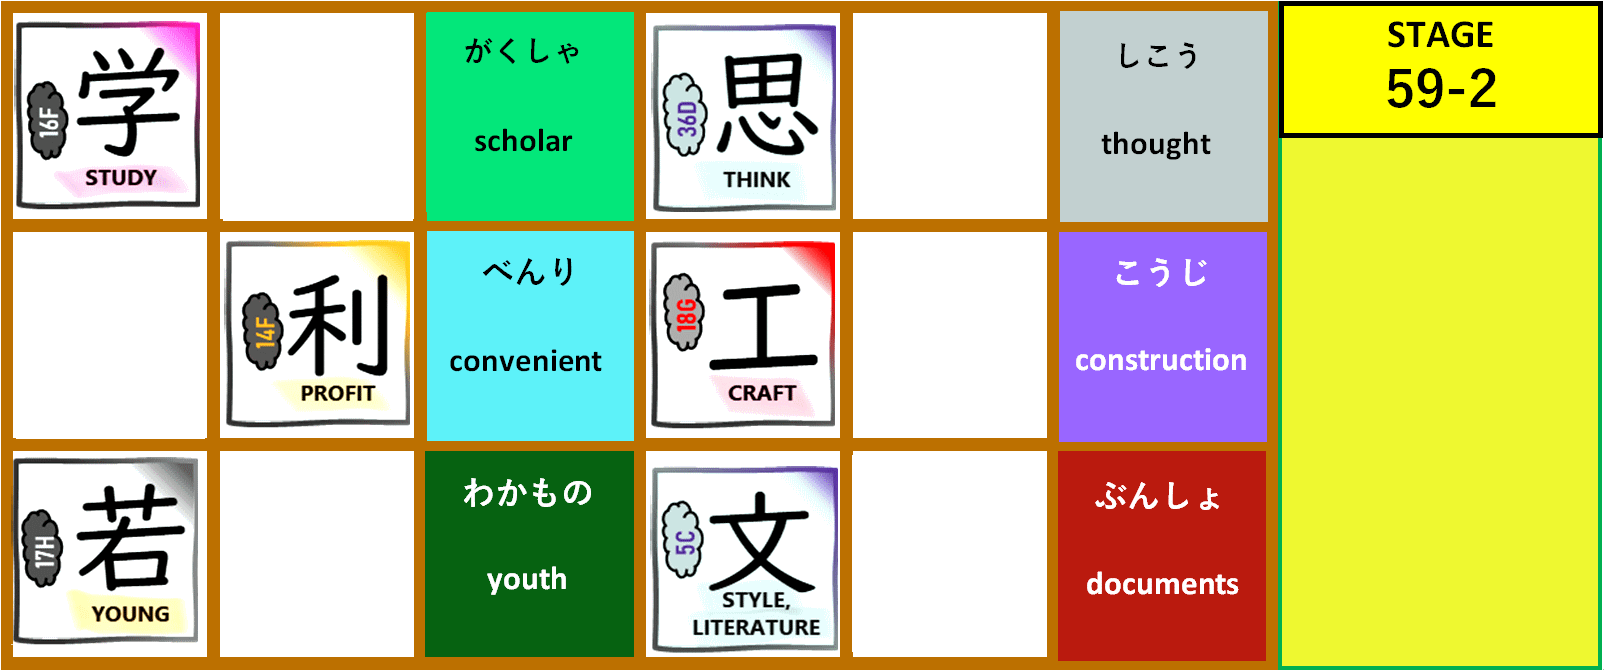 学
16F
STUDY
がくしゃ
scholar
思
36D
THINK
しこう
thought
STAGE
59-2
利
14F
PROFIT
べんり
convenient
工
18G
CRAFT
こうじ
construction
若
17H
YOUNG
わかもの
youth
文
5C
STYLE,
LITERATURE
ぶんしょ
documents